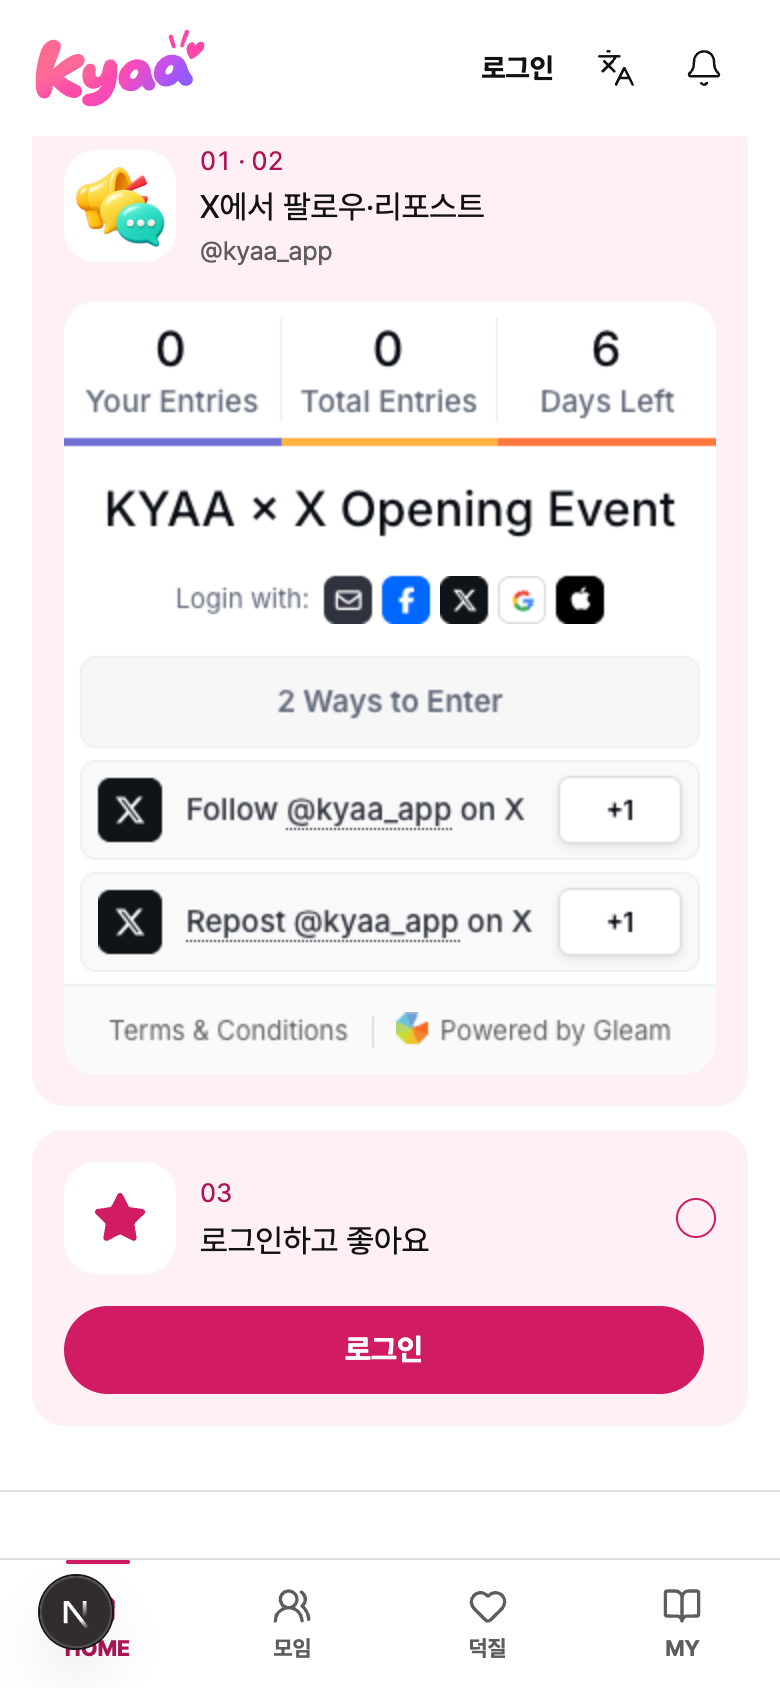 kyaa
로그인
01 · 02
X에서 팔로우·리포스트
@kyaa_app
0
Your Entries
0
Total Entries
6
Days Left
KYAA × X Opening Event
Login with:
2 Ways to Enter
Follow @kyaa_app on X
+1
Repost @kyaa_app on X
+1
Terms & Conditions
Powered by Gleam
03
로그인하고 좋아요
로그인
N
HOME
모임
덕질
MY